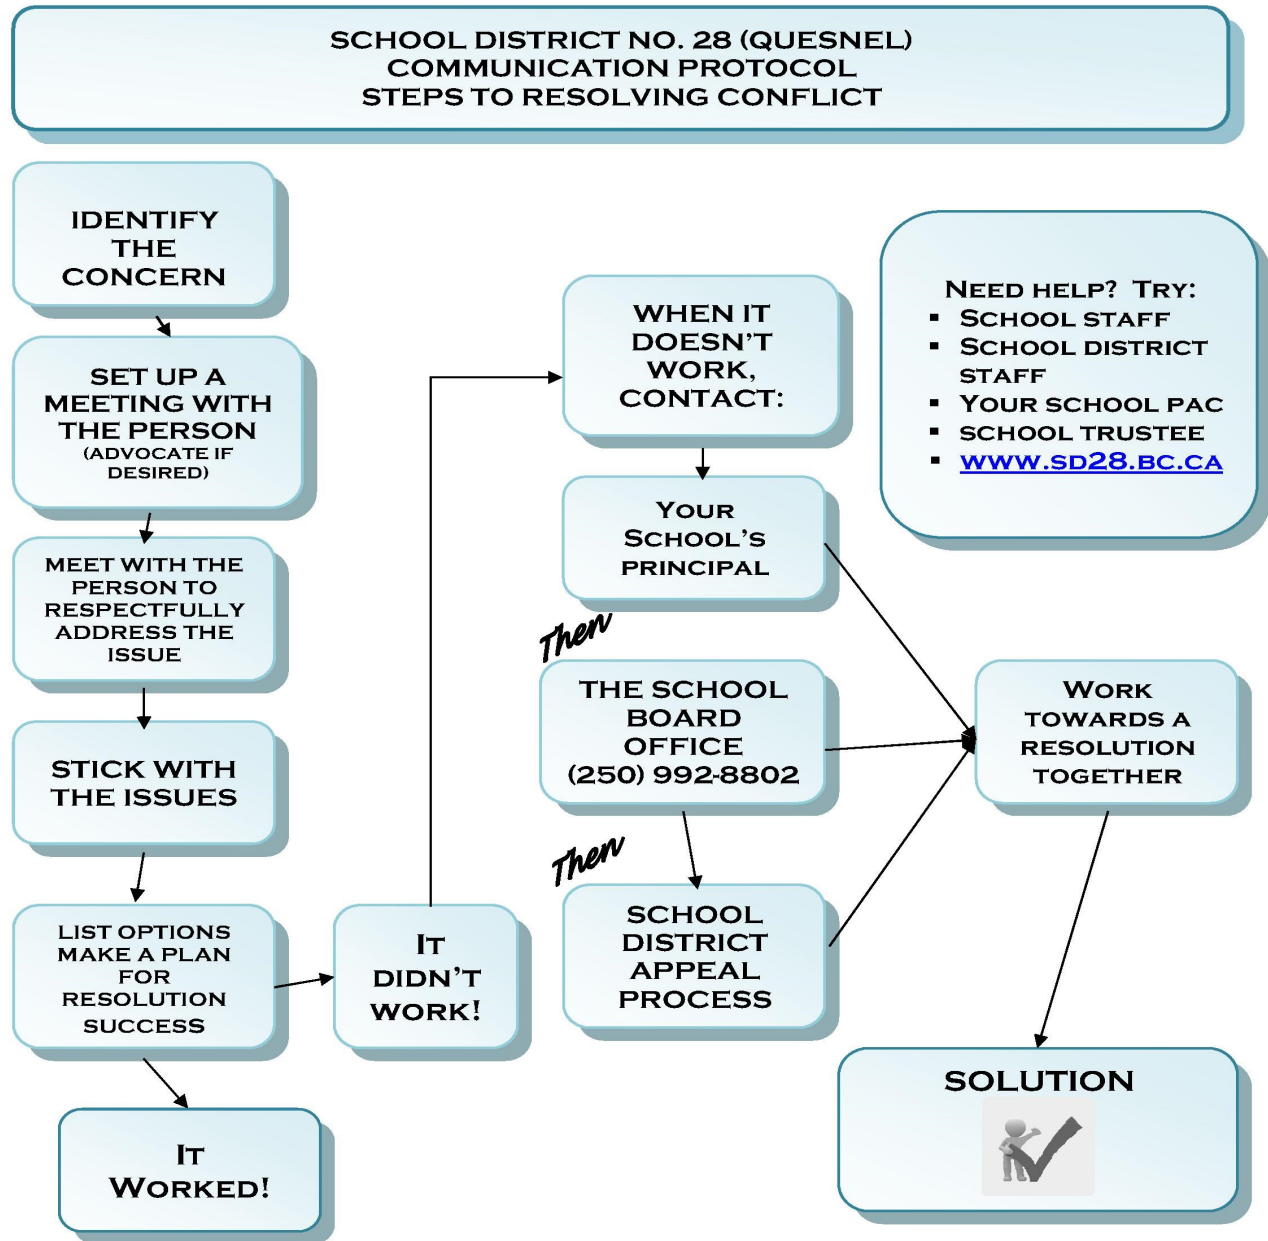 SCHOOL DISTRICT NO. 28 (QUESNEL)
COMMUNICATION PROTOCOL
STEPS TO RESOLVING CONFLICT
IDENTIFY
THE
CONCERN
SET UP A
MEETING WITH
THE PERSON
(ADVOCATE IF
DESIRED)
MEET WITH THE
PERSON TO
RESPECTFULLY
ADDRESS THE
ISSUE
STICK WITH
THE ISSUES
LIST OPTIONS
MAKE A PLAN
FOR
RESOLUTION
SUCCESS
IT
WORKED!
IT
DIDN'T
WORK!
WHEN IT
DOESN'T
WORK,
CONTACT:
YOUR
SCHOOL'S
PRINCIPAL
Then
THE SCHOOL
BOARD
OFFICE
(250) 992-8802
Then
SCHOOL
DISTRICT
APPEAL
PROCESS
NEED HELP? TRY:
▪ SCHOOL STAFF
▪ SCHOOL DISTRICT
STAFF
▪ YOUR SCHOOL PAC
▪ SCHOOL TRUSTEE
▪ WWW.SD28.BC.CA
WORK
TOWARDS A
RESOLUTION
TOGETHER
SOLUTION